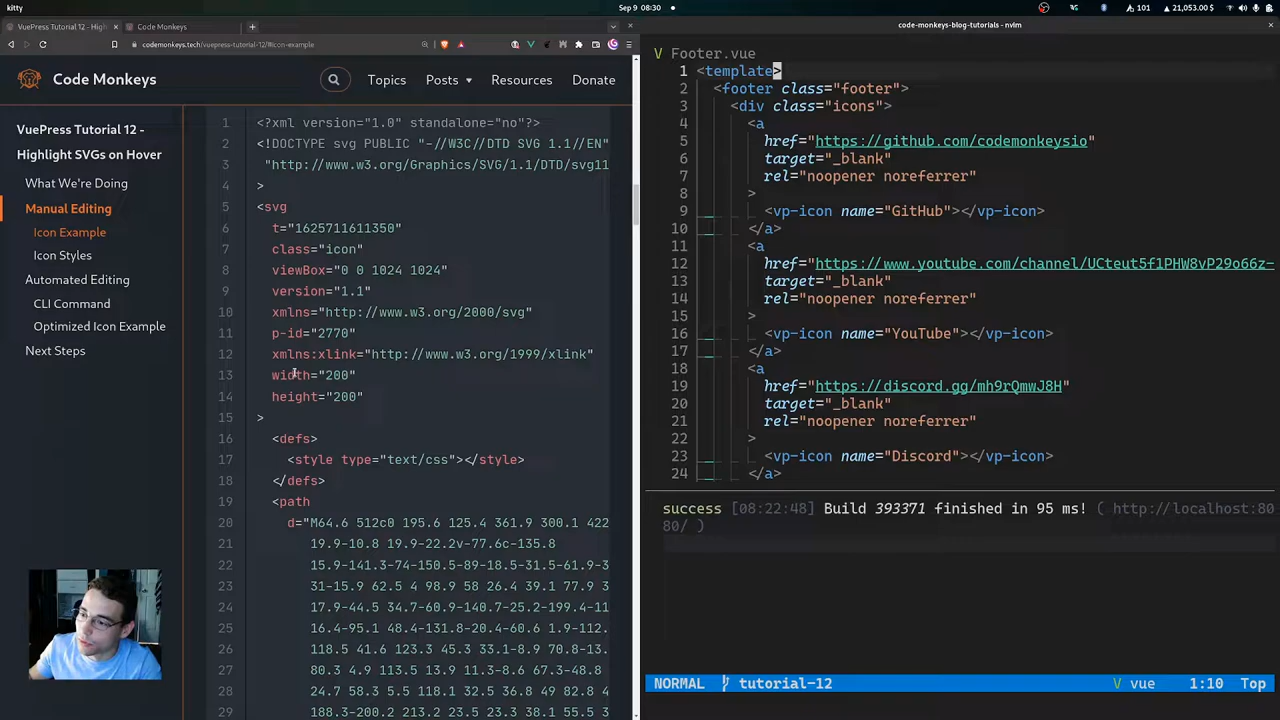 kitty
Sep 9 08:30
101
21,053.00 $
VuePress Tutorial 12 - High
Code Monkeys
codemonkeys.tech/vuepress-tutorial-12/#icon-example
Code Monkeys
Topics
Posts
Resources
Donate
VuePress Tutorial 12 -
Highlight SVGs on Hover
What We're Doing
Manual Editing
Icon Example
Icon Styles
Automated Editing
CLI Command
Optimized Icon Example
Next Steps
1 <?xml version="1.0" standalone="no"?>
2 <!DOCTYPE svg PUBLIC "-//W3C//DTD SVG 1.1//EN"
3 "http://www.w3.org/Graphics/SVG/1.1/DTD/svg11
4 >
5 <svg
6 t="1625711611350"
7 class="icon"
8 viewBox="0 0 1024 1024"
9 version="1.1"
10 xmlns="http://www.w3.org/2000/svg"
11 p-id="2770"
12 xmlns:xlink="http://www.w3.org/1999/xlink"
13 width="200"
14 height="200"
15 >
16 <defs>
17 <style type="text/css"></style>
18 </defs>
19 <path
20 d="M64.6 512c0 195.6 125.4 361.9 300.1 422
21 19.9-10.8 19.9-22.2v-77.6c-135.8
22 15.9-141.3-74-150.5-89-18.5-31.5-61.9-3
23 31-15.9 62.5 4 98.9 58 26.4 39.1 77.9 3
24 17.9-44.5 34.7-60.9-140.7-25.2-199.4-11
25 16.4-95.1 48.4-131.8-20.4-60.6 1.9-112.
26 118.5 41.6 123.3 45.3 33.1-8.9 70.8-13.
27 80.3 4.9 113.5 13.9 11.3-8.6 67.3-48.8
28 24.7 58.3 5.5 118.1 32.5 36.8 49 82.8 4
29 188.3-200.2 213.2 23.5 23.3 38.1 55.5 3
code-monkeys-blog-tutorials - nvim
V Footer.vue
1 <template>
2 <footer class="footer">
3 <div class="icons">
4 <a
5 href="https://github.com/codemonkeysio"
6 target="_blank"
7 rel="noopener noreferrer"
8 >
9 <vp-icon name="GitHub"></vp-icon>
10 </a>
11 <a
12 href="https://www.youtube.com/channel/UCteut5f1PHW8vP29o66z-
13 target="_blank"
14 rel="noopener noreferrer"
15 >
16 <vp-icon name="YouTube"></vp-icon>
17 </a>
18 <a
19 href="https://discord.gg/mh9rQmwJ8H"
20 target="_blank"
21 rel="noopener noreferrer"
22 >
23 <vp-icon name="Discord"></vp-icon>
24 </a>
success [08:22:48] Build 393371 finished in 95 ms! ( http://localhost:80
80/ )
NORMAL tutorial-12 V vue 1:10 Top